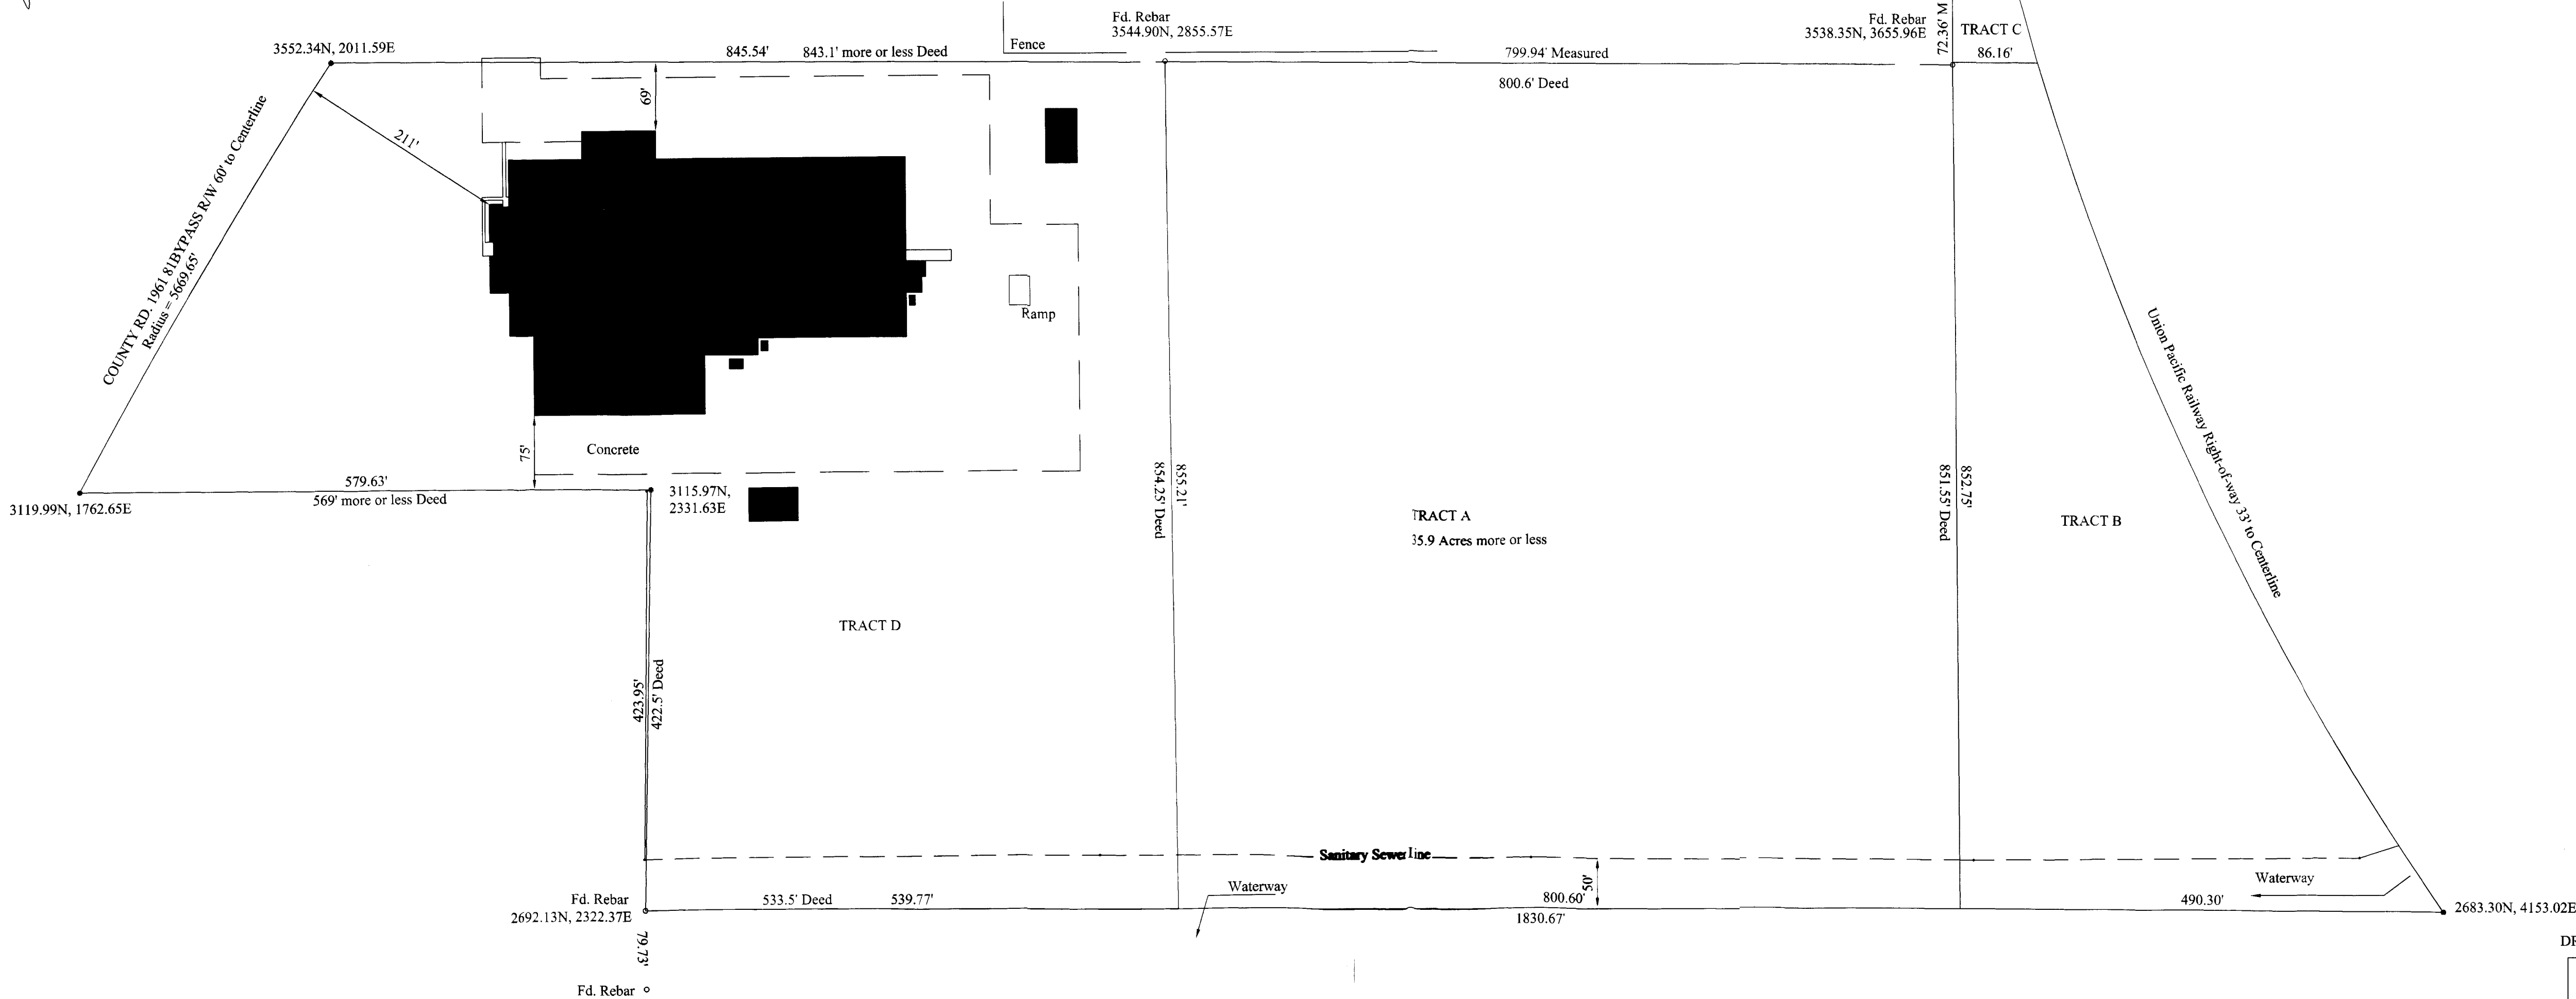 Fd. Rebar
3544.90N, 2855.57E
Fd. Rebar
3538.35N, 3655.96E
72.36' M
TRACT C
86.16'
3552.34N, 2011.59E
845.54'
843.1' more or less Deed
Fence
799.94' Measured
800.6' Deed
69'
211'
COUNTY RD. 1961 81BYPASS R/W 60' to Centerline
Radius = 5669.65'
Ramp
Union Pacific Railway Right-of-way 33' to Centerline
75'
Concrete
579.63'
569' more or less Deed
3119.99N, 1762.65E
3115.97N,
2331.63E
855.21'
854.25' Deed
852.75'
851.55' Deed
TRACT A
35.9 Acres more or less
TRACT B
TRACT D
423.95'
422.5' Deed
Sanitary Sewer line
50'
Waterway
Waterway
Fd. Rebar
2692.13N, 2322.37E
533.5' Deed
539.77'
800.60'
1830.67'
490.30'
2683.30N, 4153.02E
79.73'
Fd. Rebar